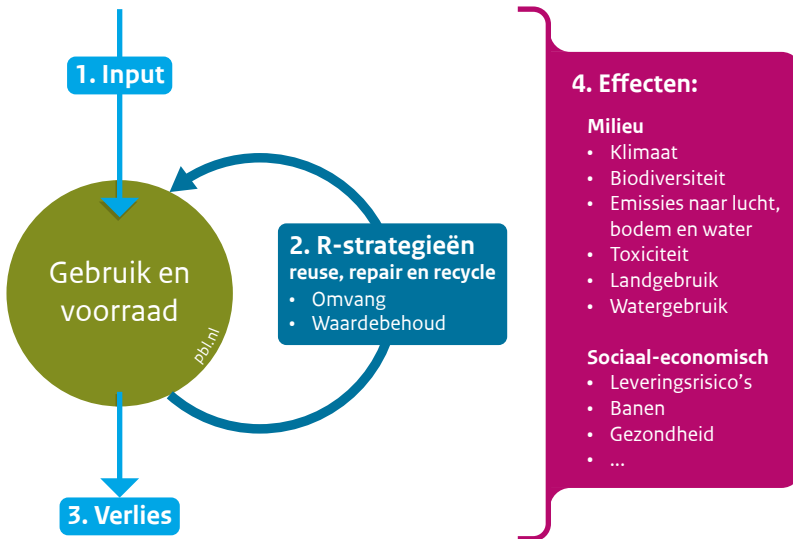 1. Input
Gebruik en
voorraad
pbl.nl
2. R-strategieën
reuse, repair en recycle
• Omvang
• Waardebehoud
3. Verlies
4. Effecten:
Milieu
• Klimaat
• Biodiversiteit
• Emissies naar lucht,
bodem en water
• Toxiciteit
• Landgebruik
• Watergebruik
Sociaal-economisch
• Leveringsrisico’s
• Banen
• Gezondheid
• ...